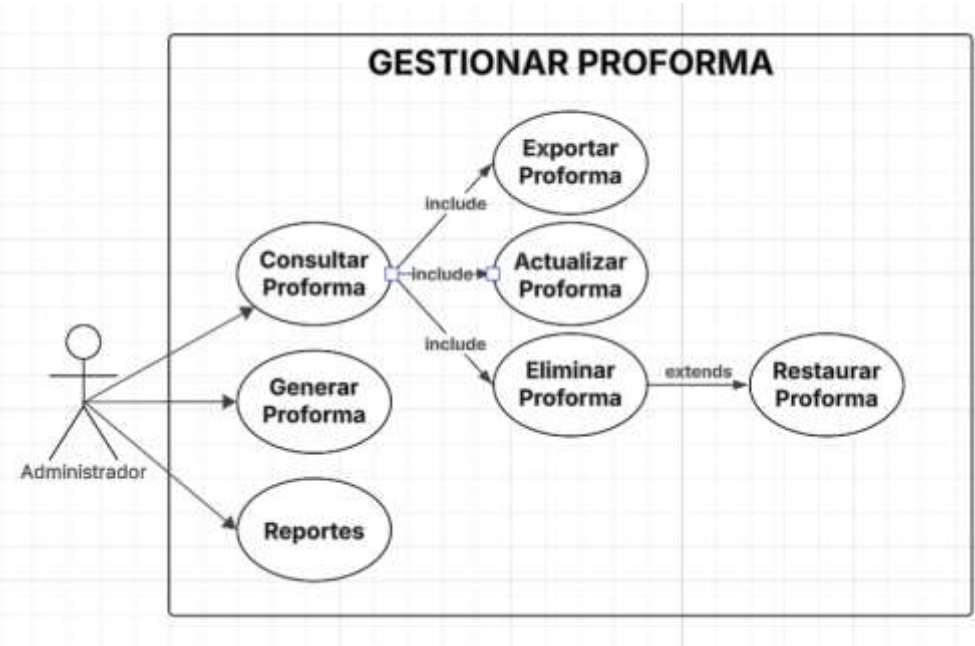 GESTIONAR PROFORMA
Exportar
Proforma
include
Consultar
Proforma
include
Actualizar
Proforma
include
Eliminar
Proforma
extends
Restaurar
Proforma
Generar
Proforma
Administrador
Reportes